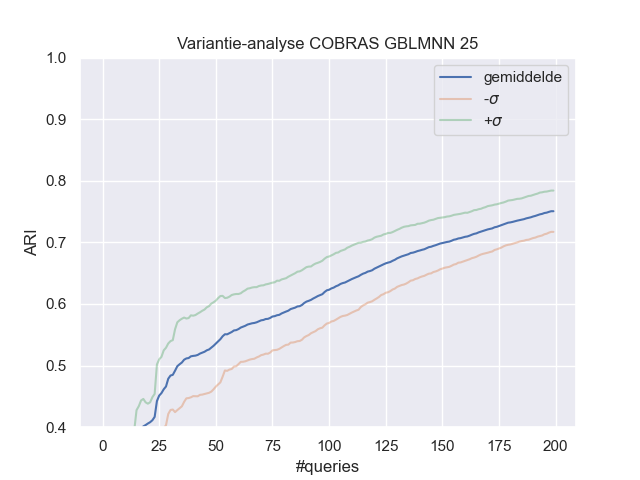 Variantie-analyse COBRAS GBLMNN 25
gemiddelde
-σ
+σ
1.0
0.9
0.8
0.7
0.6
0.5
0.4
ARI
0 25 50 75 100 125 150 175 200
#queries